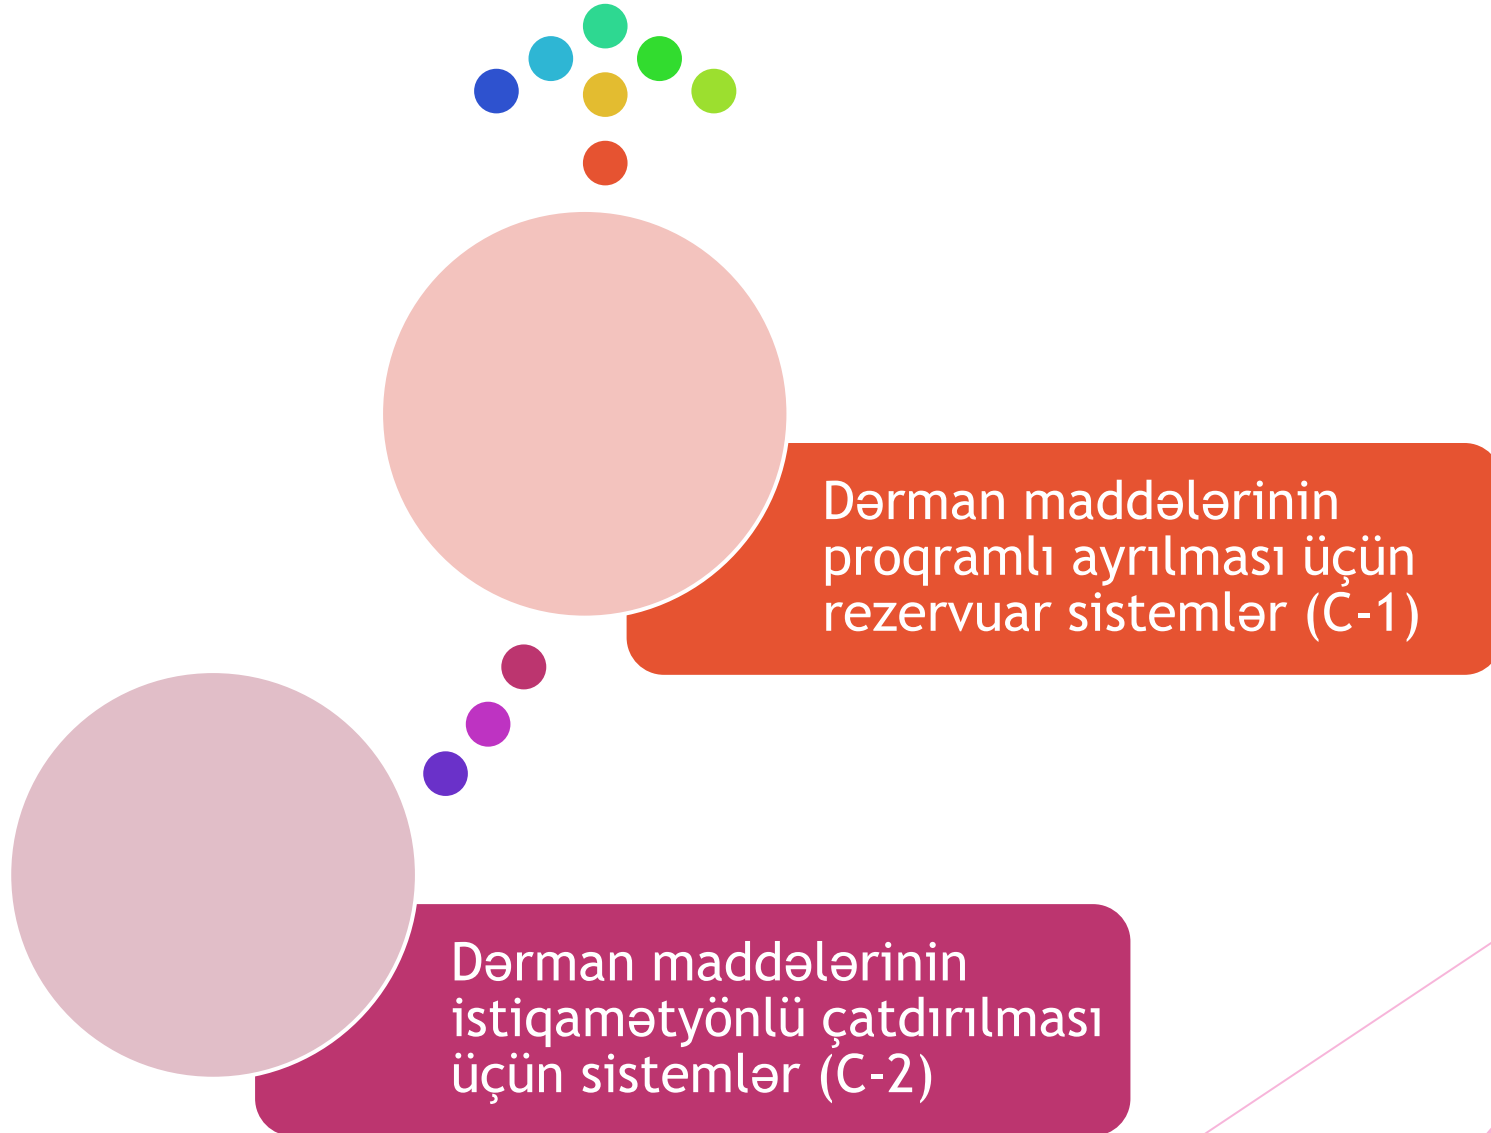 Dərman maddələrinin
proqramlı ayrılması üçün
rezervuar sistemlər (C-1)
Dərman maddələrinin
istiqamətyönlü çatdırılması
üçün sistemlər (C-2)